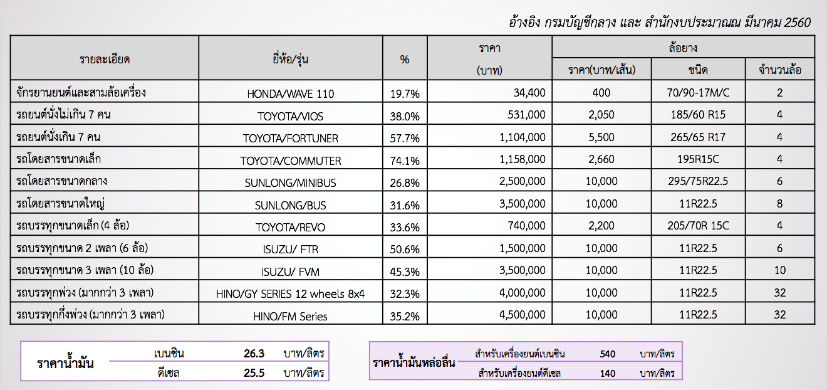 อ้างอิง กรมบัญชีกลาง และ สำนักงบประมาณณ มีนาคม 2560
รายละเอียด ยี่ห้อ/รุ่น % ราคา (บาท) ล้อยาง
ราคา(บาท/เส้น) ชนิด จำนวนล้อ
จักรยานยนต์และสามล้อเครื่อง HONDA/WAVE 110 19.7% 34,400 400 70/90-17M/C 2
รถยนต์นั่งไม่เกิน 7 คน TOYOTA/VIOS 38.0% 531,000 2,050 185/60 R15 4
รถยนต์นั่งเกิน 7 คน TOYOTA/FORTUNER 57.7% 1,104,000 5,500 265/65 R17 4
รถโดยสารขนาดเล็ก TOYOTA/COMMUTER 74.1% 1,158,000 2,660 195R15C 4
รถโดยสารขนาดกลาง SUNLONG/MINIBUS 26.8% 2,500,000 10,000 295/75R22.5 6
รถโดยสารขนาดใหญ่ SUNLONG/BUS 31.6% 3,500,000 10,000 11R22.5 8
รถบรรทุกขนาดเล็ก (4 ล้อ) TOYOTA/REVO 33.6% 740,000 2,200 205/70R 15C 4
รถบรรทุกขนาด 2 เพลา (6 ล้อ) ISUZU/ FTR 50.6% 1,500,000 10,000 11R22.5 6
รถบรรทุกขนาด 3 เพลา (10 ล้อ) ISUZU/ FVM 45.3% 3,500,000 10,000 11R22.5 10
รถบรรทุกพ่วง (มากกว่า 3 เพลา) HINO/GY SERIES 12 wheels 8x4 32.3% 4,000,000 10,000 11R22.5 32
รถบรรทุกกึ่งพ่วง (มากกว่า 3 เพลา) HINO/FM Series 35.2% 4,500,000 10,000 11R22.5 32
ราคาน้ำมัน
เบนซิน 26.3 บาท/ลิตร
ดีเซล 25.5 บาท/ลิตร
ราคาน้ำมันหล่อลื่น
สำหรับเครื่องยนต์เบนซิน 540 บาท/ลิตร
สำหรับเครื่องยนต์ดีเซล 140 บาท/ลิตร